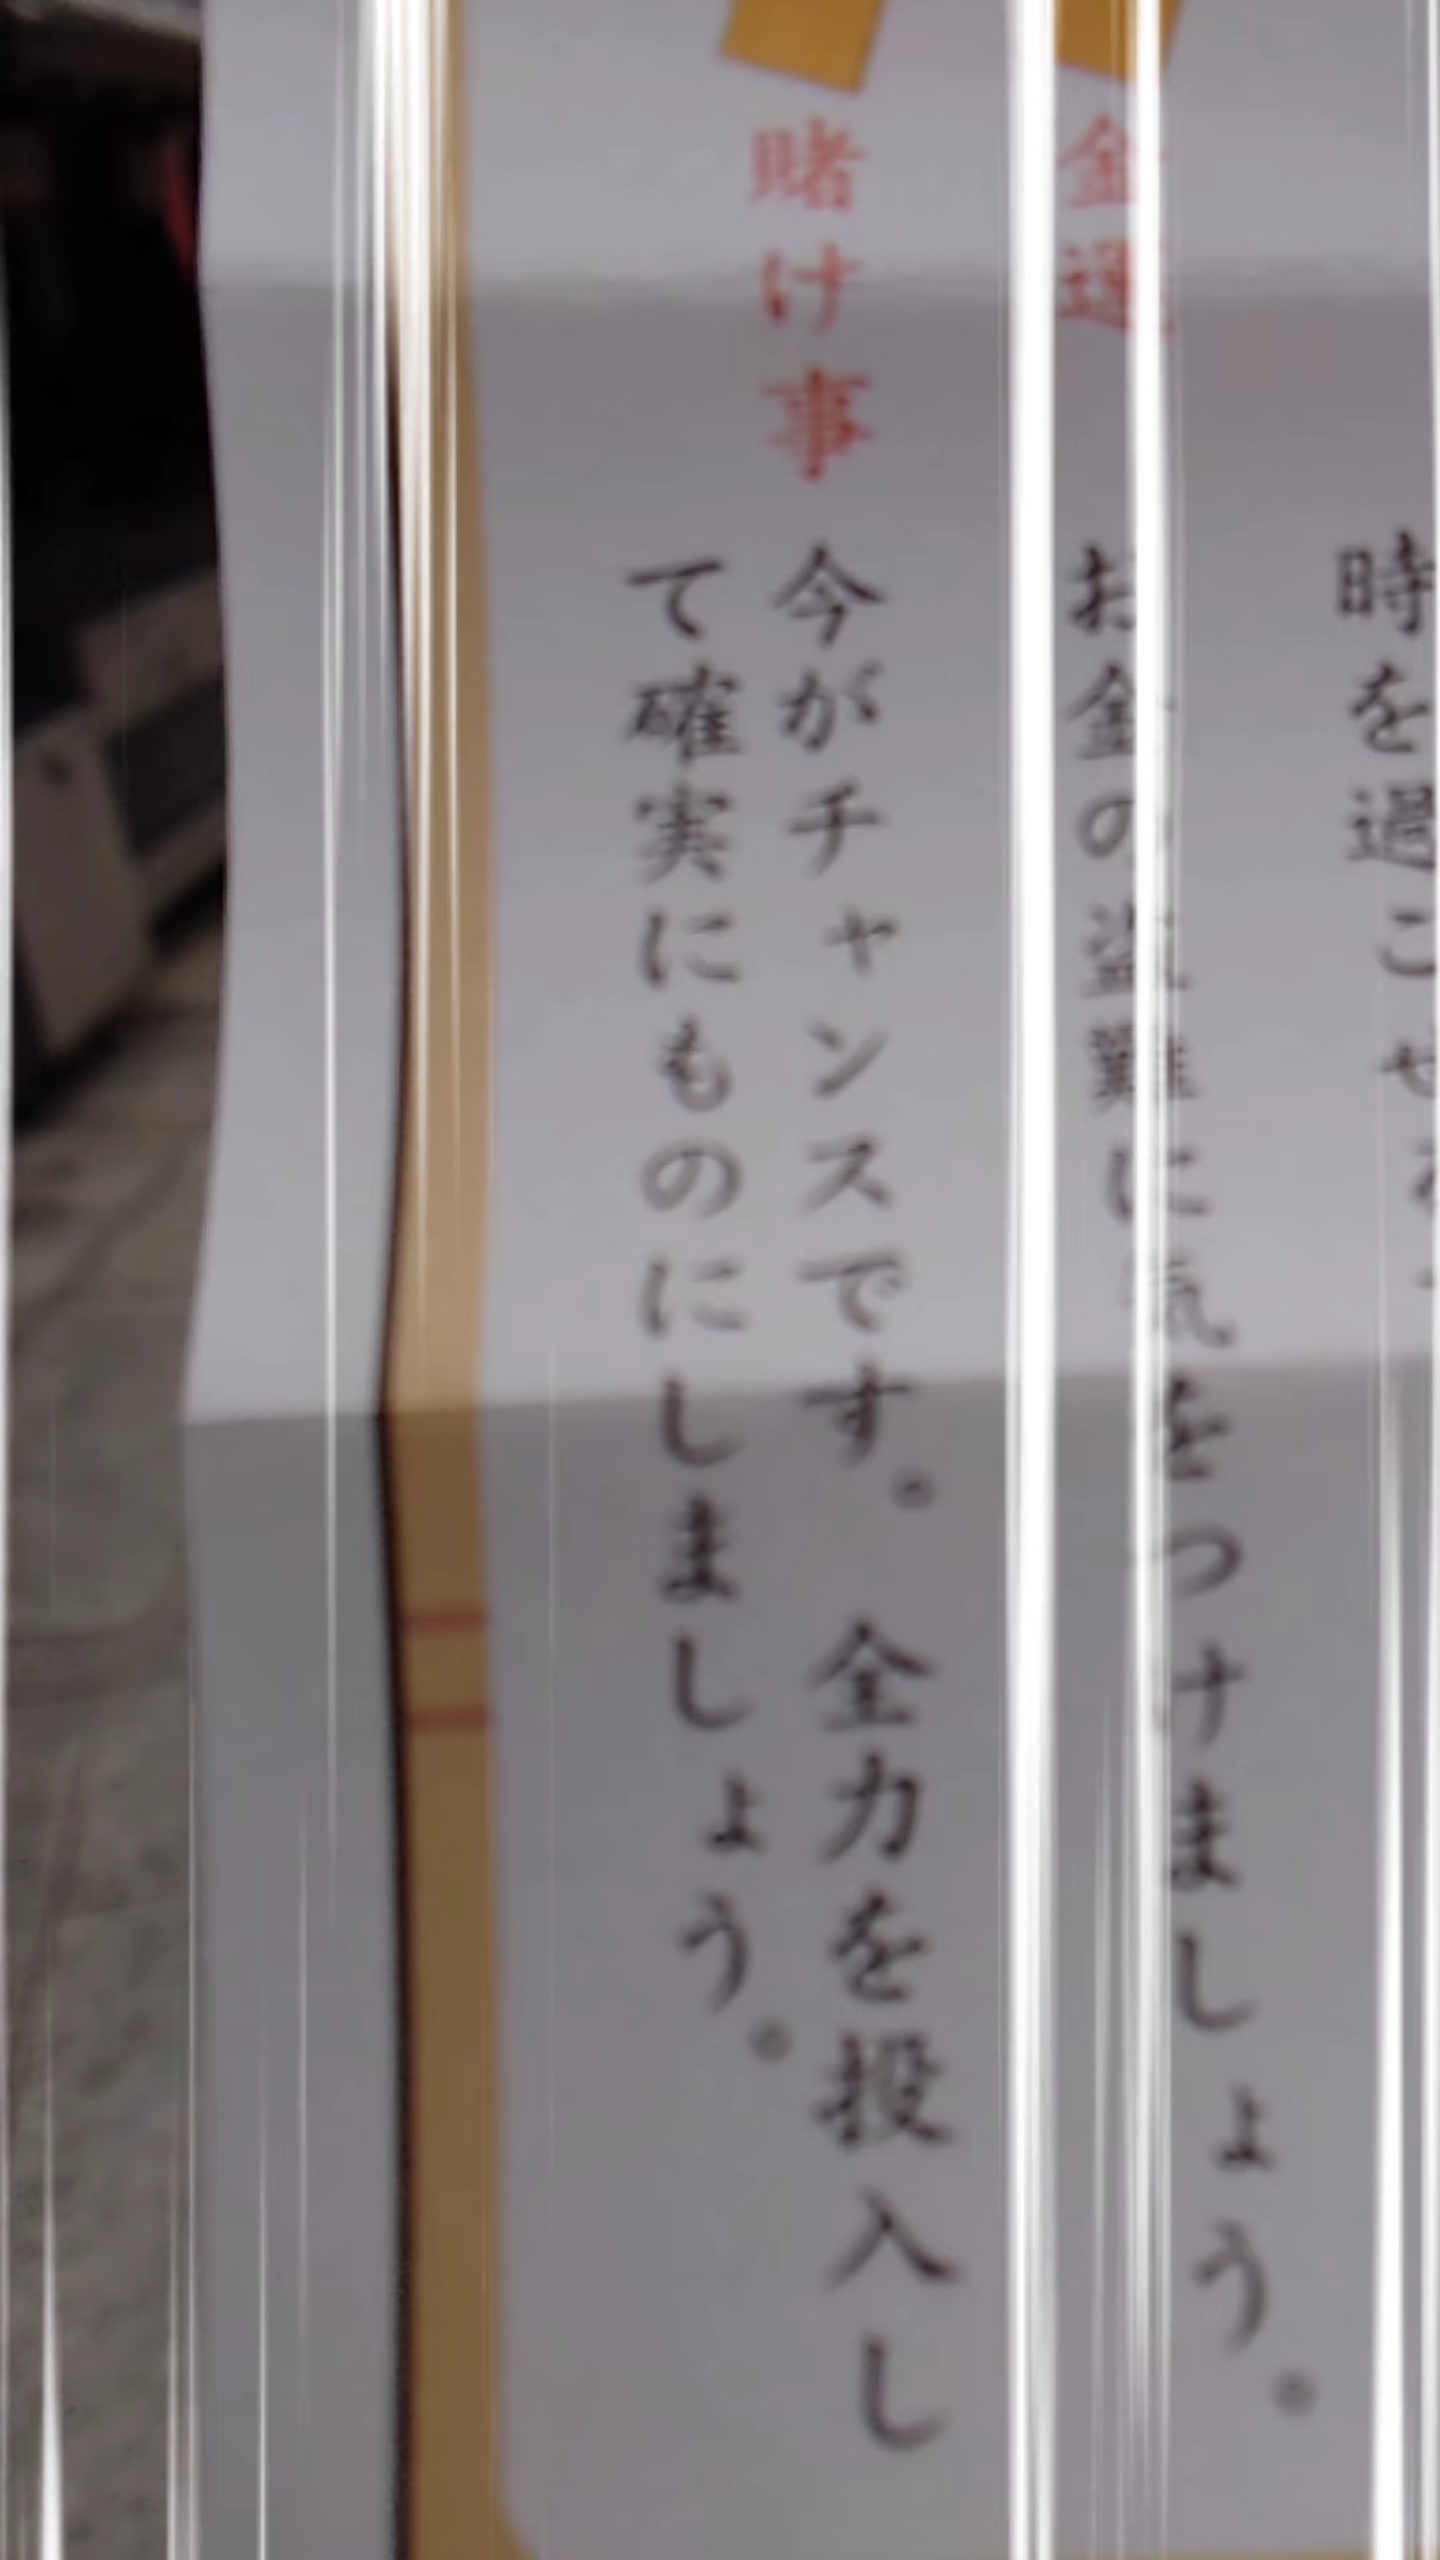 時を過ごせ
金運
お金の盗難に気をつけましょう。
賭け事
今がチャンスです。全力を投入し
て確実にものにしましょう。